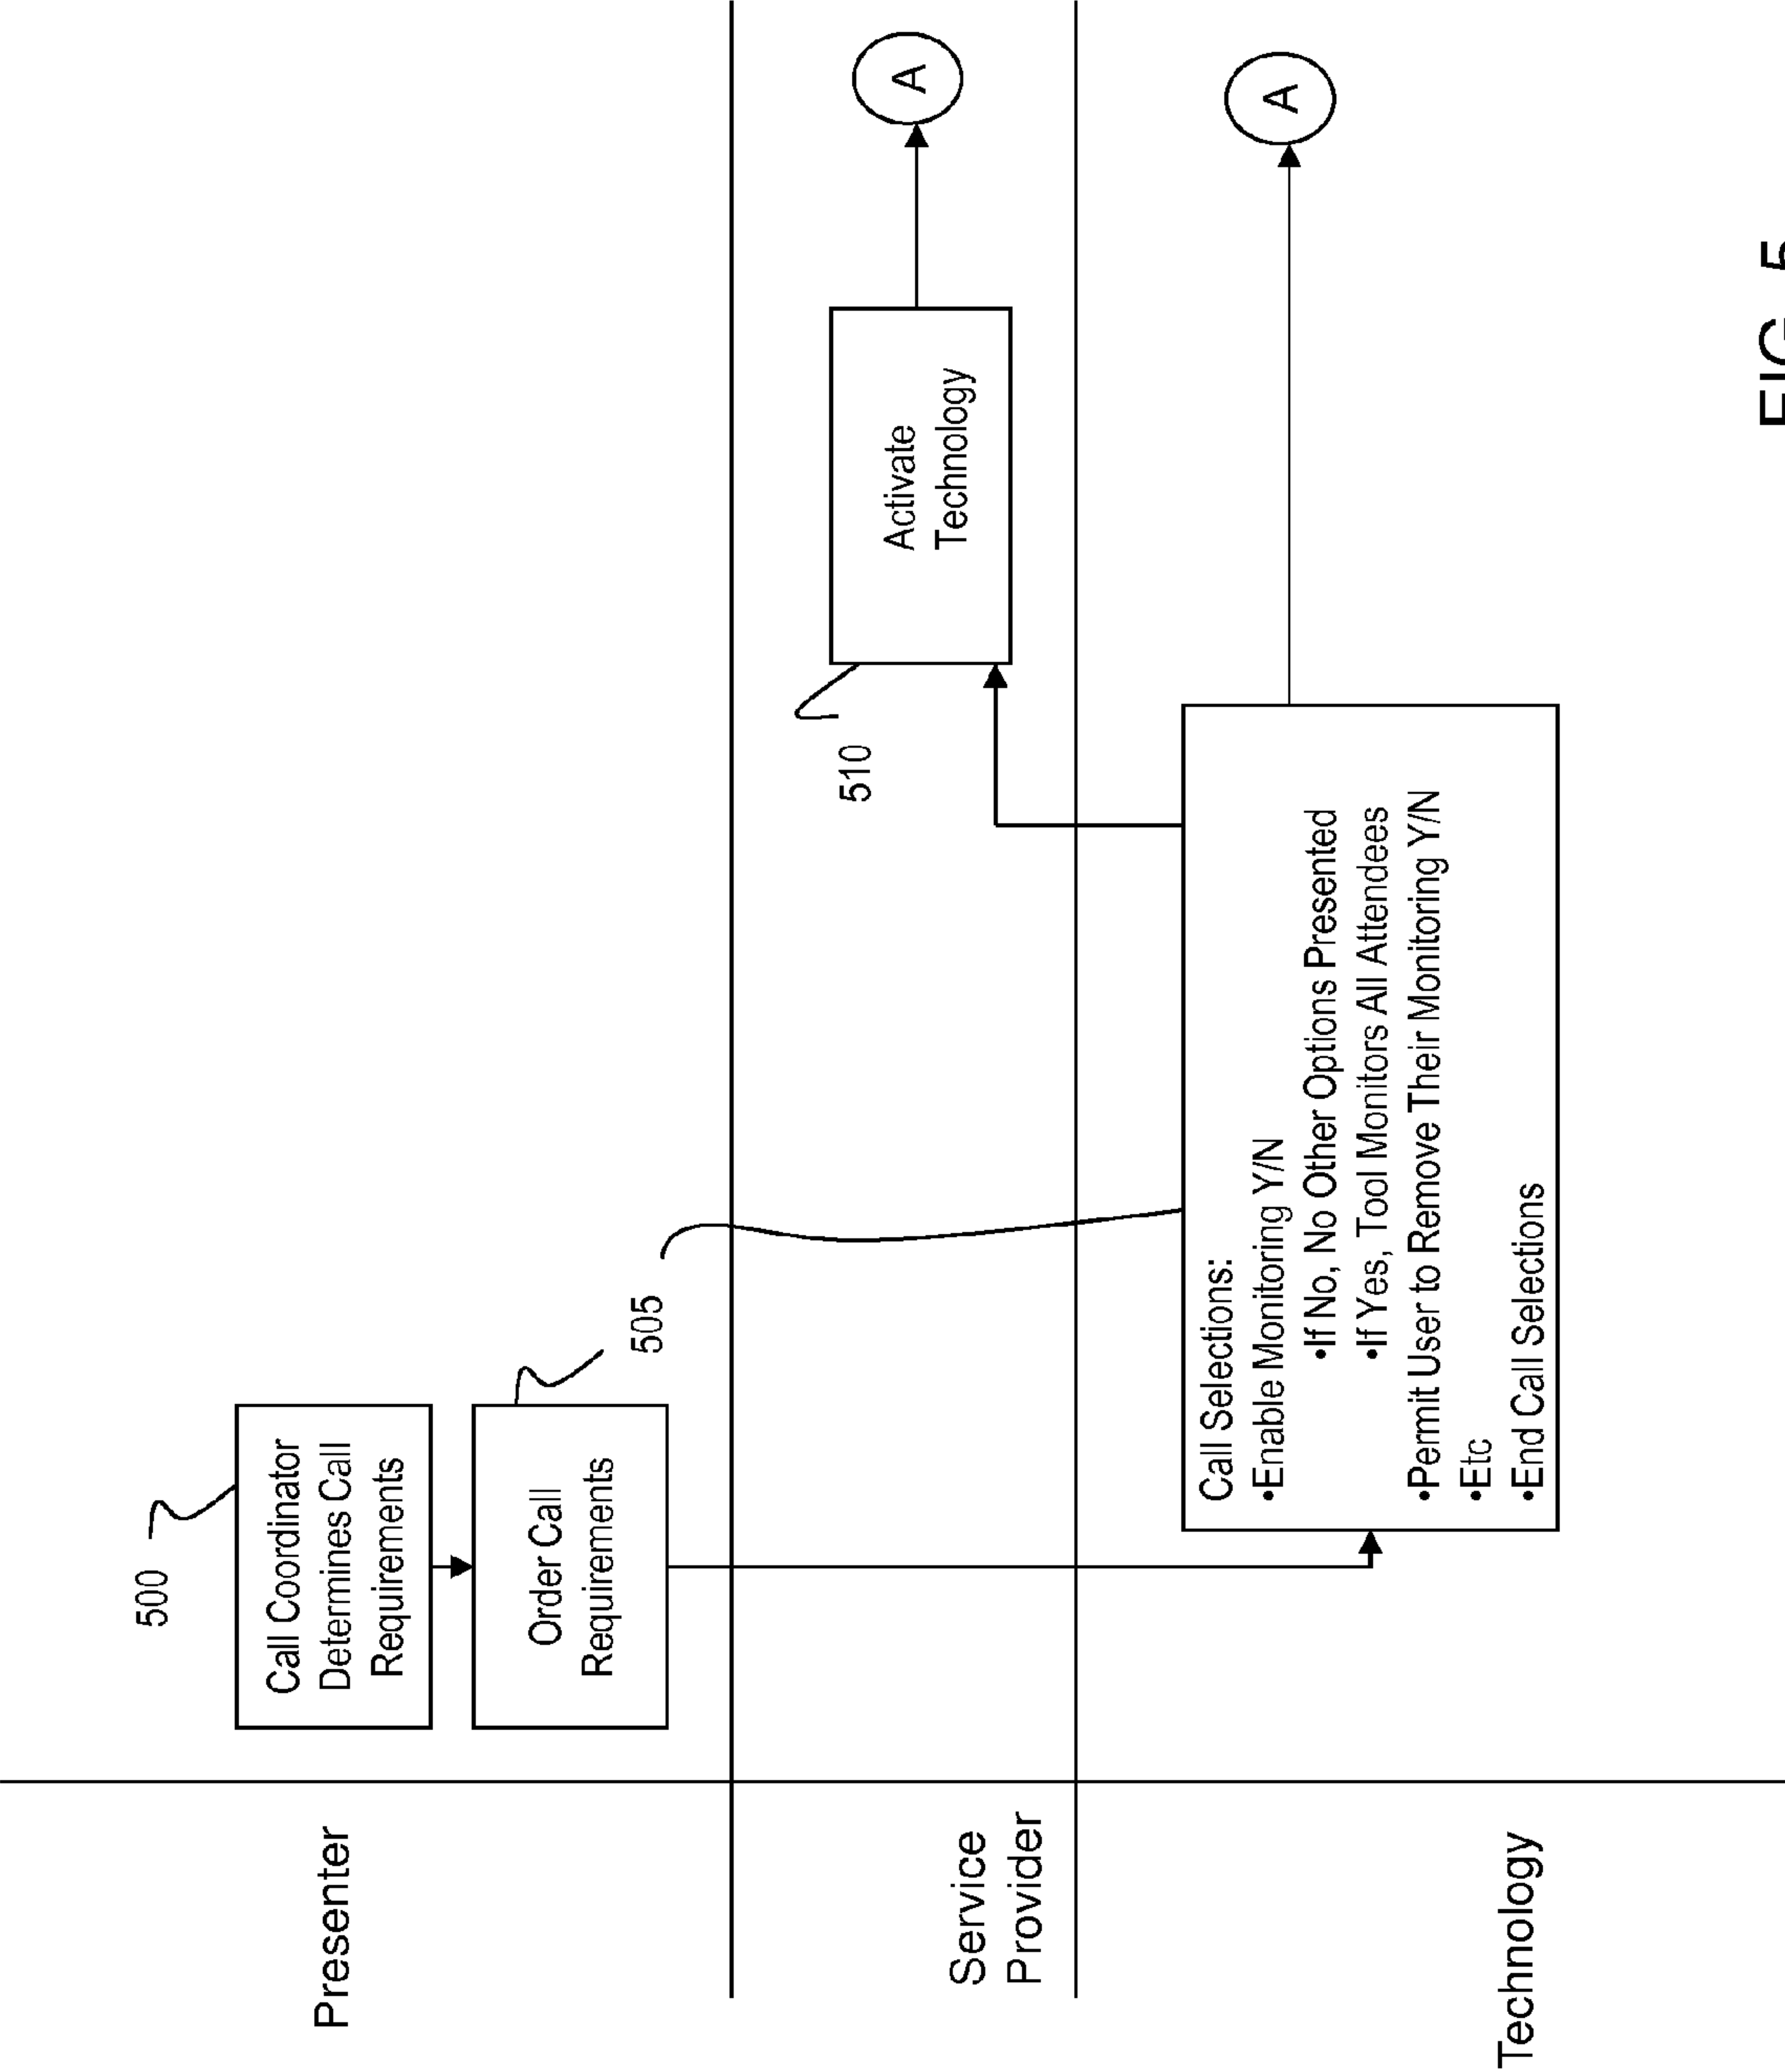 Presenter
500
Call Coordinator
Determines Call
Requirements
Order Call
Requirements
505
Service
Provider
510
Activate
Technology
A
Technology
Call Selections:
•Enable Monitoring Y/N
•If No, No Other Options Presented
•If Yes, Tool Monitors All Attendees
•Permit User to Remove Their Monitoring Y/N
•Etc
•End Call Selections
A
FIG. 5